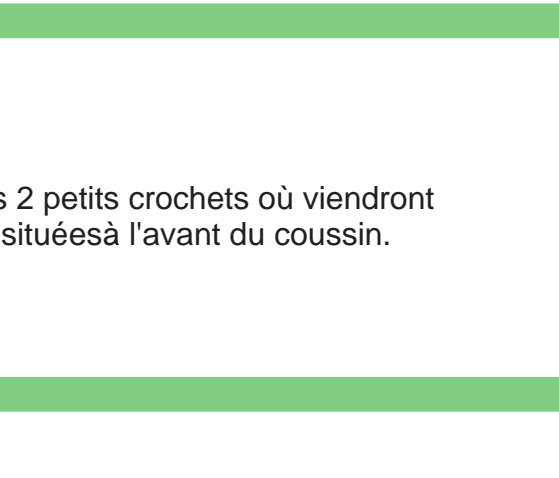 s 2 petits crochets où viendront
situéesà l'avant du coussin.